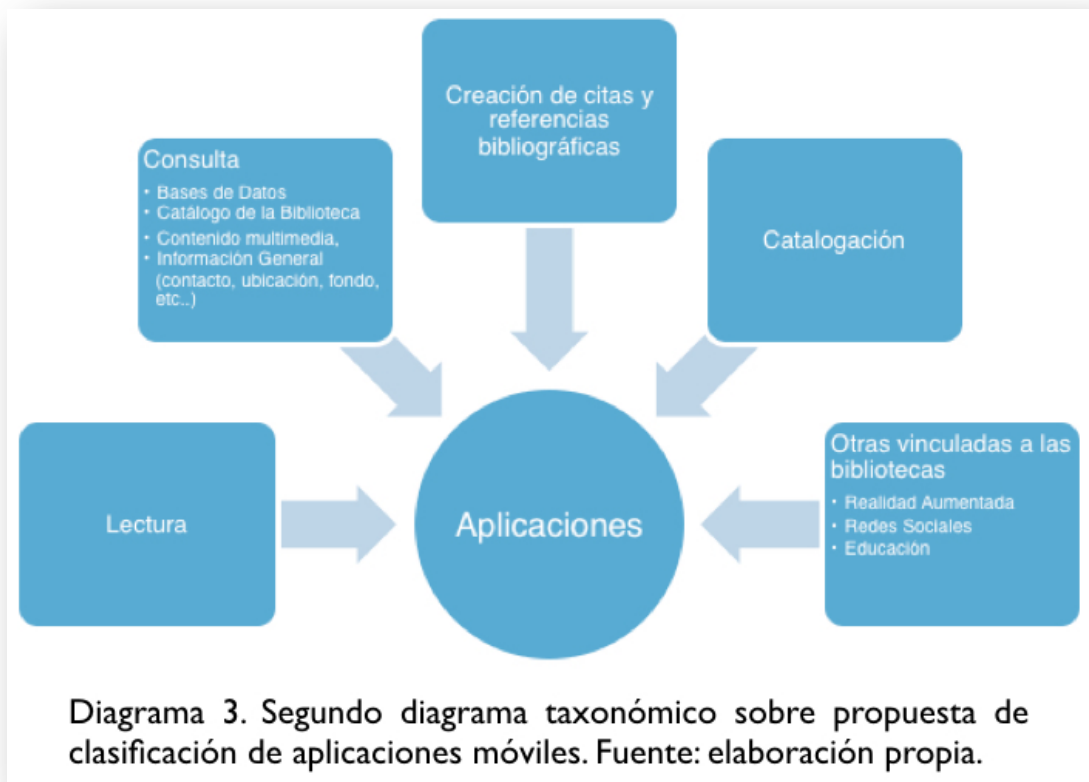 Creación de citas y
referencias
bibliográficas
Consulta
• Bases de Datos
• Catálogo de la Biblioteca
• Contenido multimedia,
• Información General
(contacto, ubicación, fondo,
etc..)
Catalogación
Lectura
Aplicaciones
Otras vinculadas a las
bibliotecas
• Realidad Aumentada
• Redes Sociales
• Educación
Diagrama 3. Segundo diagrama taxonómico sobre propuesta de
clasificación de aplicaciones móviles. Fuente: elaboración propia.